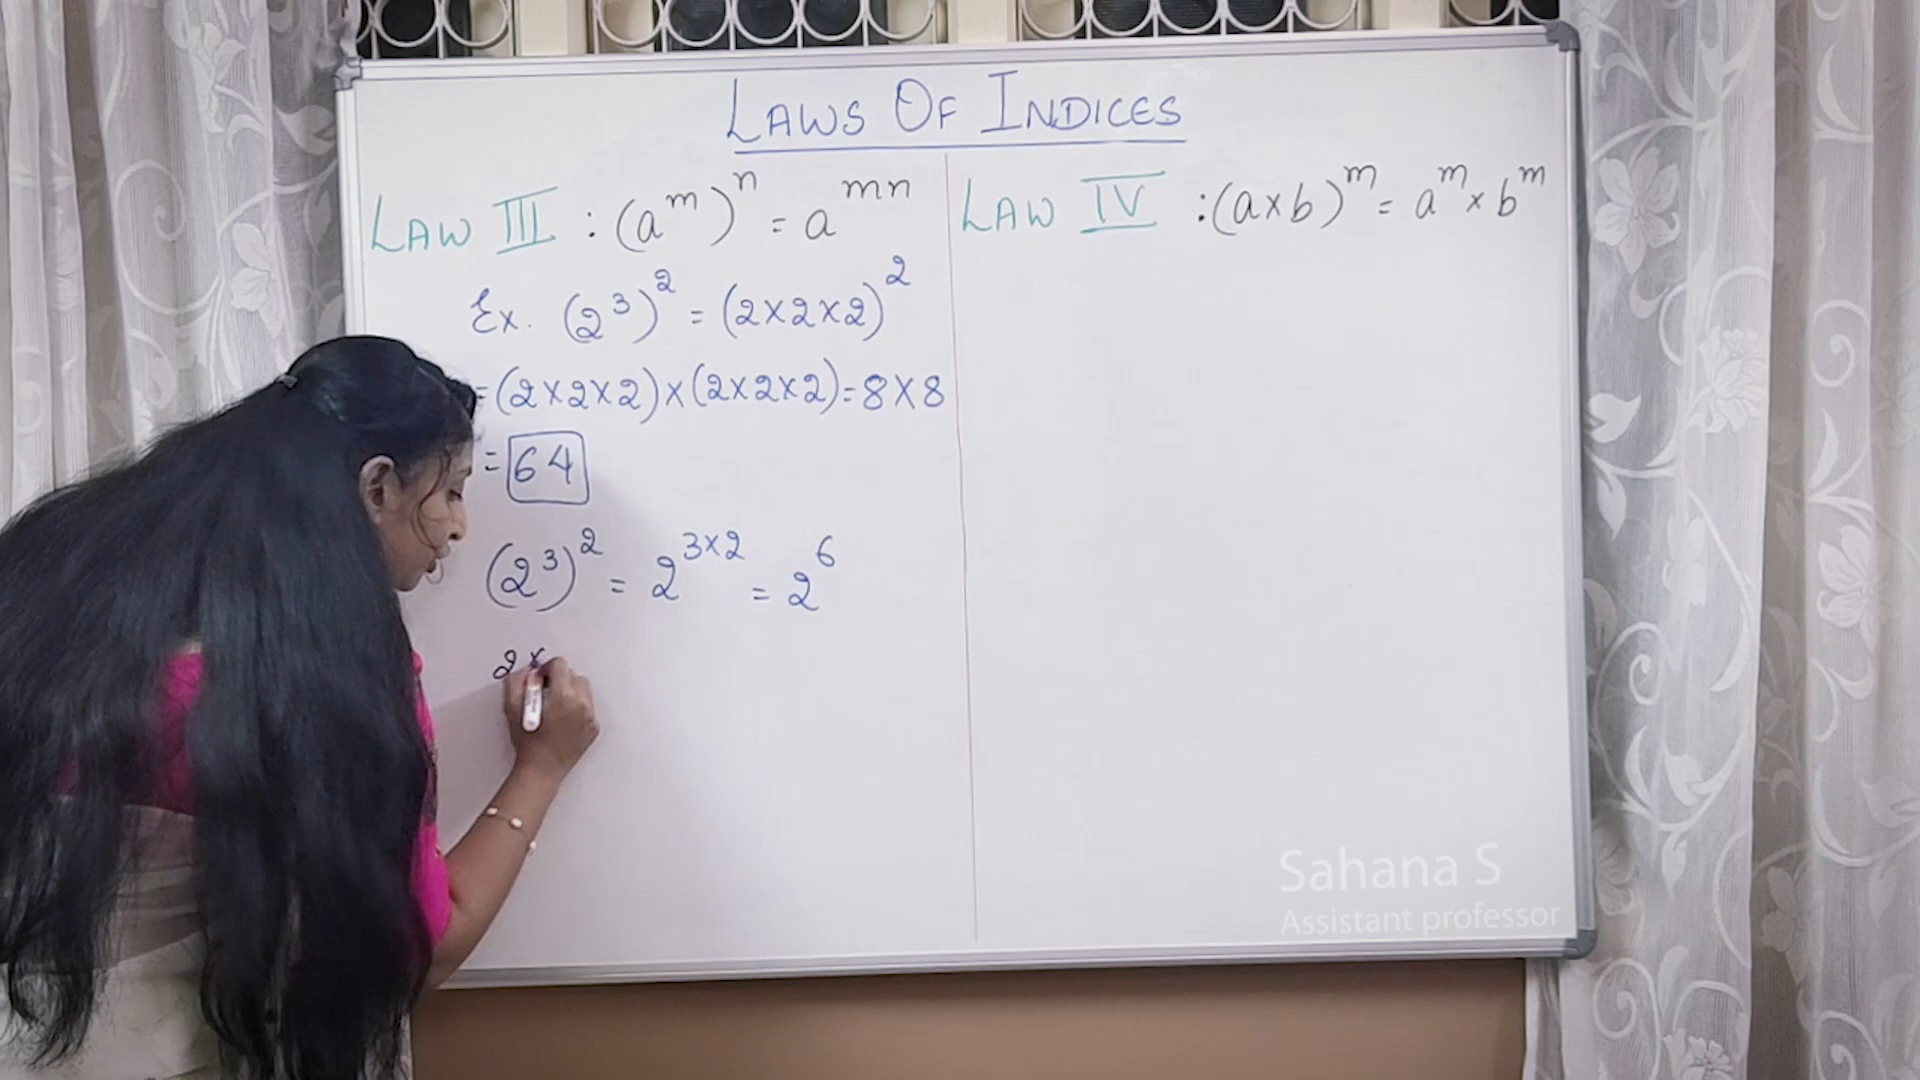 LAWS OF INDICES
LAW III : (a^m)^n = a^mn
Ex. (2^3)^2 = (2×2×2)^2
=(2×2×2)×(2×2×2)=8×8
= 64
(2^3)^2 = 2^3×2 = 2^6
2×
LAW IV :(a×b)^m = a^m × b^m
Sahana S
Assistant professor